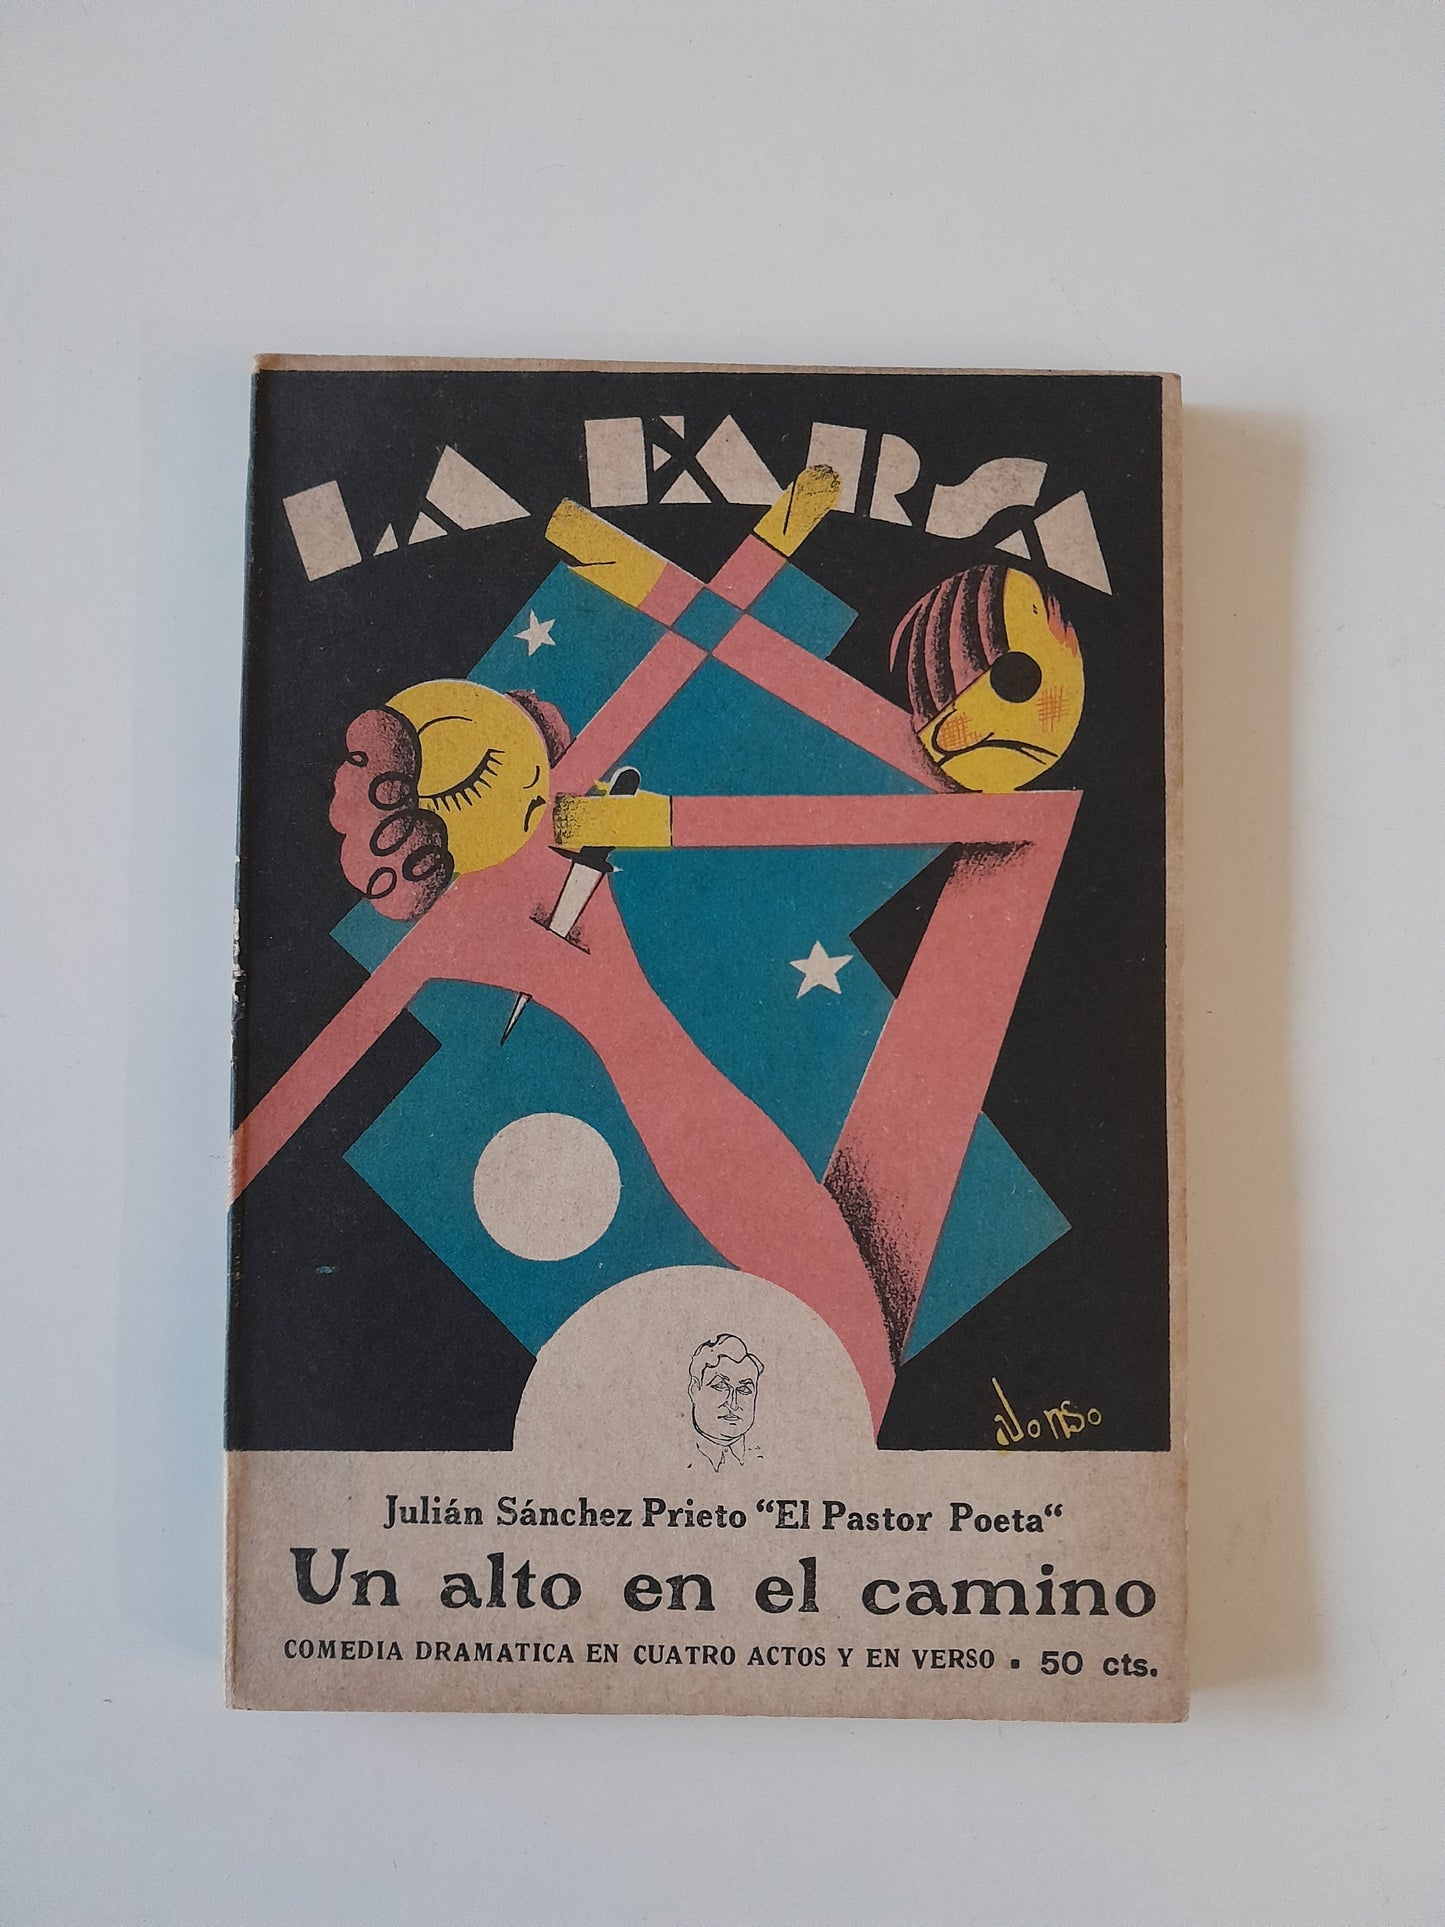 LA FARSA
alonso
Julián Sánchez Prieto “El Pastor Poeta“
Un alto en el camino
COMEDIA DRAMATICA EN CUATRO ACTOS Y EN VERSO ▪ 50 cts.